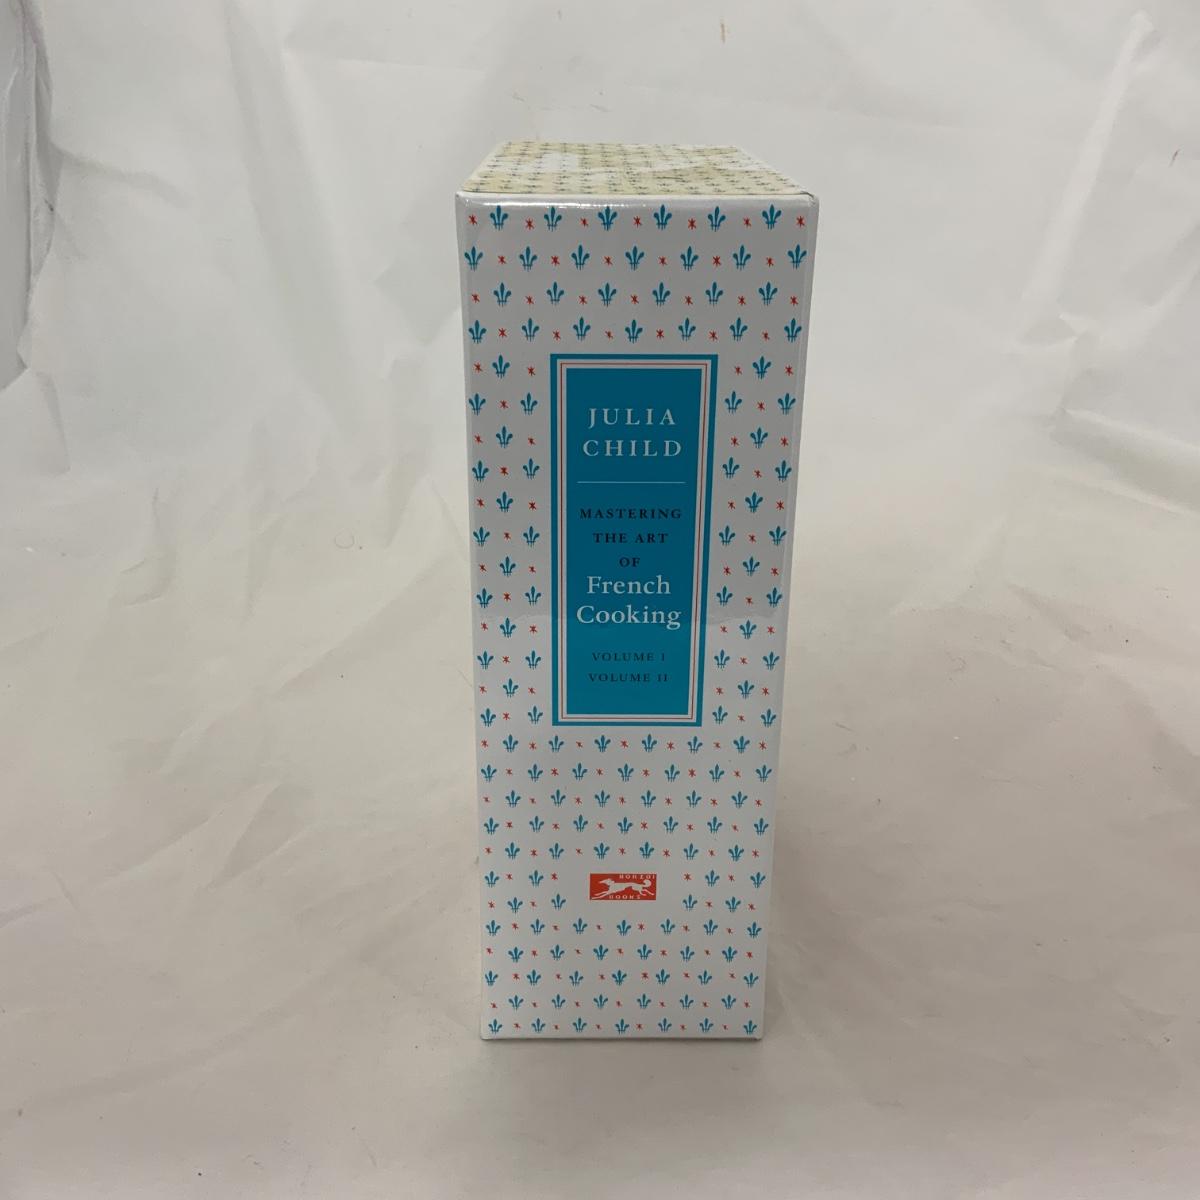 JULIA
CHILD
MASTERING
THE ART
OF
French
Cooking
VOLUME I
VOLUME II
BORZOI
BOOKS